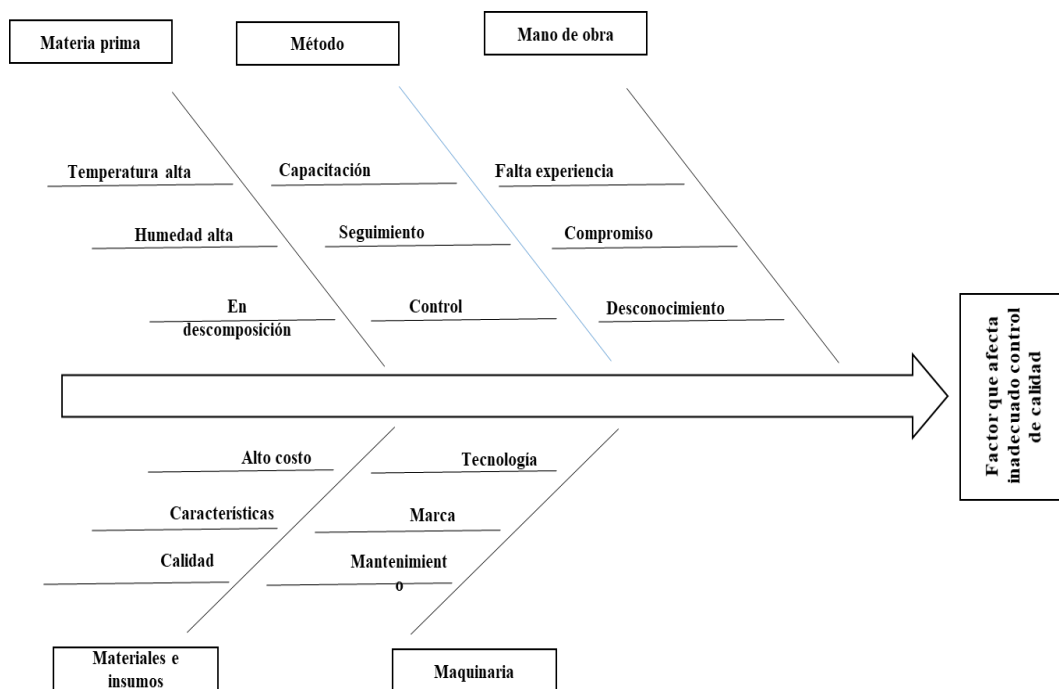 Materia prima
Método
Mano de obra
Temperatura alta
Capacitación
Falta experiencia
Humedad alta
Seguimiento
Compromiso
En
descomposición
Control
Desconocimiento
Factor que afecta
inadecuado control
de calidad
Alto costo
Tecnología
Características
Marca
Calidad
Mantenimient
o
Materiales e
insumos
Maquinaria